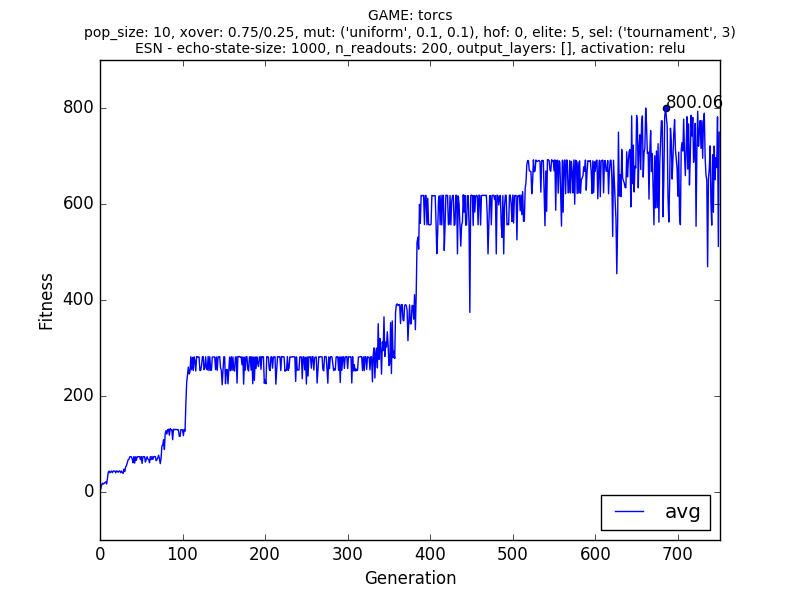 GAME: torcs
pop_size: 10, xover: 0.75/0.25, mut: ('uniform', 0.1, 0.1), hof: 0, elite: 5, sel: ('tournament', 3)
ESN - echo-state-size: 1000, n_readouts: 200, output_layers: [], activation: relu
800.06
800
600
400
200
0
Fitness
avg
0 100 200 300 400 500 600 700
Generation